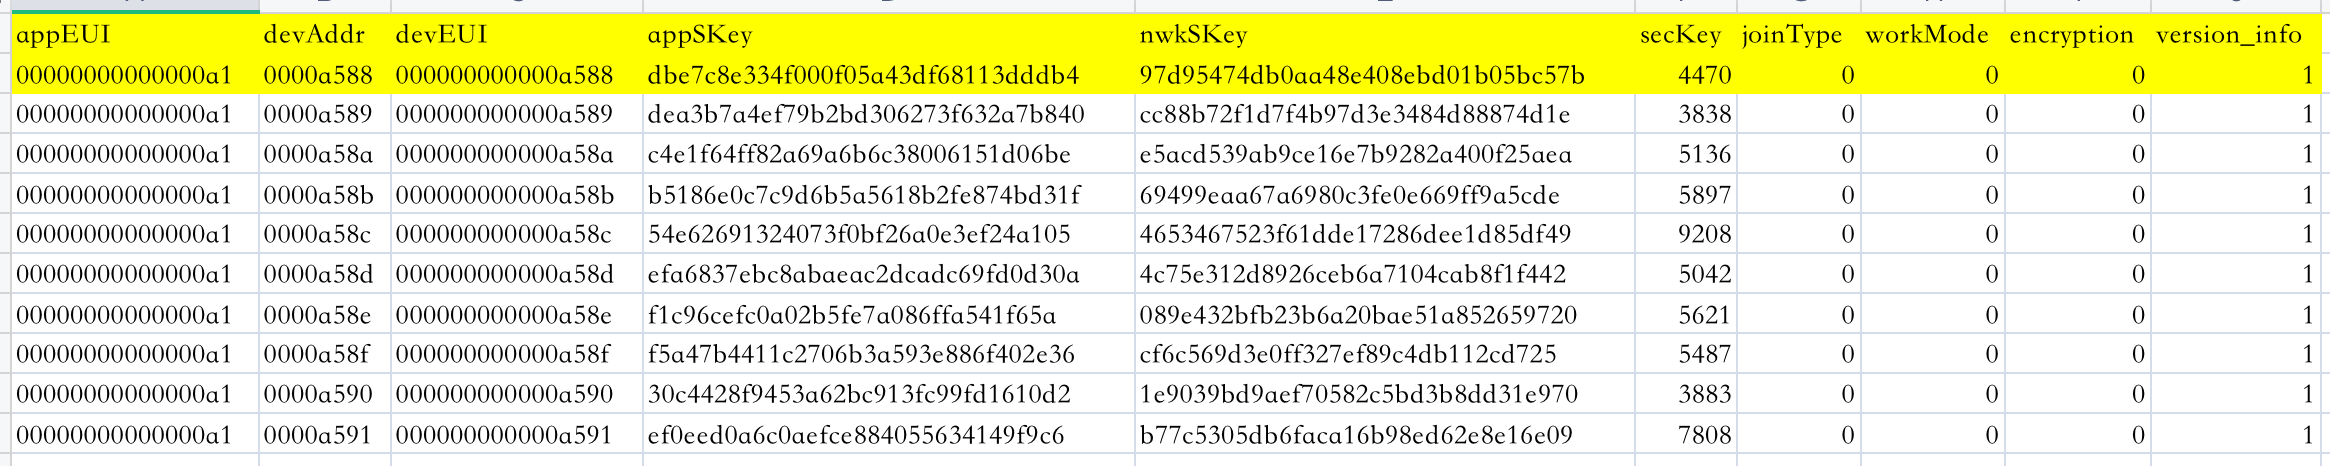 appEUI devAddr devEUI appSKey nwkSKey secKey joinType workMode encryption version_info
00000000000000a1 0000a588 000000000000a588 dbe7c8e334f000f05a43df68113dddb4 97d95474db0aa48e408ebd01b05bc57b 4470 0 0 0 1
00000000000000a1 0000a589 000000000000a589 dea3b7a4ef79b2bd306273f632a7b840 cc88b72f1d7f4b97d3e3484d88874d1e 3838 0 0 0 1
00000000000000a1 0000a58a 000000000000a58a c4e1f64ff82a69a6b6c38006151d06be e5acd539ab9ce16e7b9282a400f25aea 5136 0 0 0 1
00000000000000a1 0000a58b 000000000000a58b b5186e0c7c9d6b5a5618b2fe874bd31f 69499eaa67a6980c3fe0e669ff9a5cde 5897 0 0 0 1
00000000000000a1 0000a58c 000000000000a58c 54e62691324073f0bf26a0e3ef24a105 4653467523f61dde17286dee1d85df49 9208 0 0 0 1
00000000000000a1 0000a58d 000000000000a58d efa6837ebc8abaeac2dcadc69fd0d30a 4c75e312d8926ceb6a7104cab8f1f442 5042 0 0 0 1
00000000000000a1 0000a58e 000000000000a58e f1c96cefc0a02b5fe7a086ffa541f65a 089e432bfb23b6a20bae51a852659720 5621 0 0 0 1
00000000000000a1 0000a58f 000000000000a58f f5a47b4411c2706b3a593e886f402e36 cf6c569d3e0ff327ef89c4db112cd725 5487 0 0 0 1
00000000000000a1 0000a590 000000000000a590 30c4428f9453a62bc913fc99fd1610d2 1e9039bd9aef70582c5bd3b8dd31e970 3883 0 0 0 1
00000000000000a1 0000a591 000000000000a591 ef0eed0a6c0aefce884055634149f9c6 b77c5305db6faca16b98ed62e8e16e09 7808 0 0 0 1